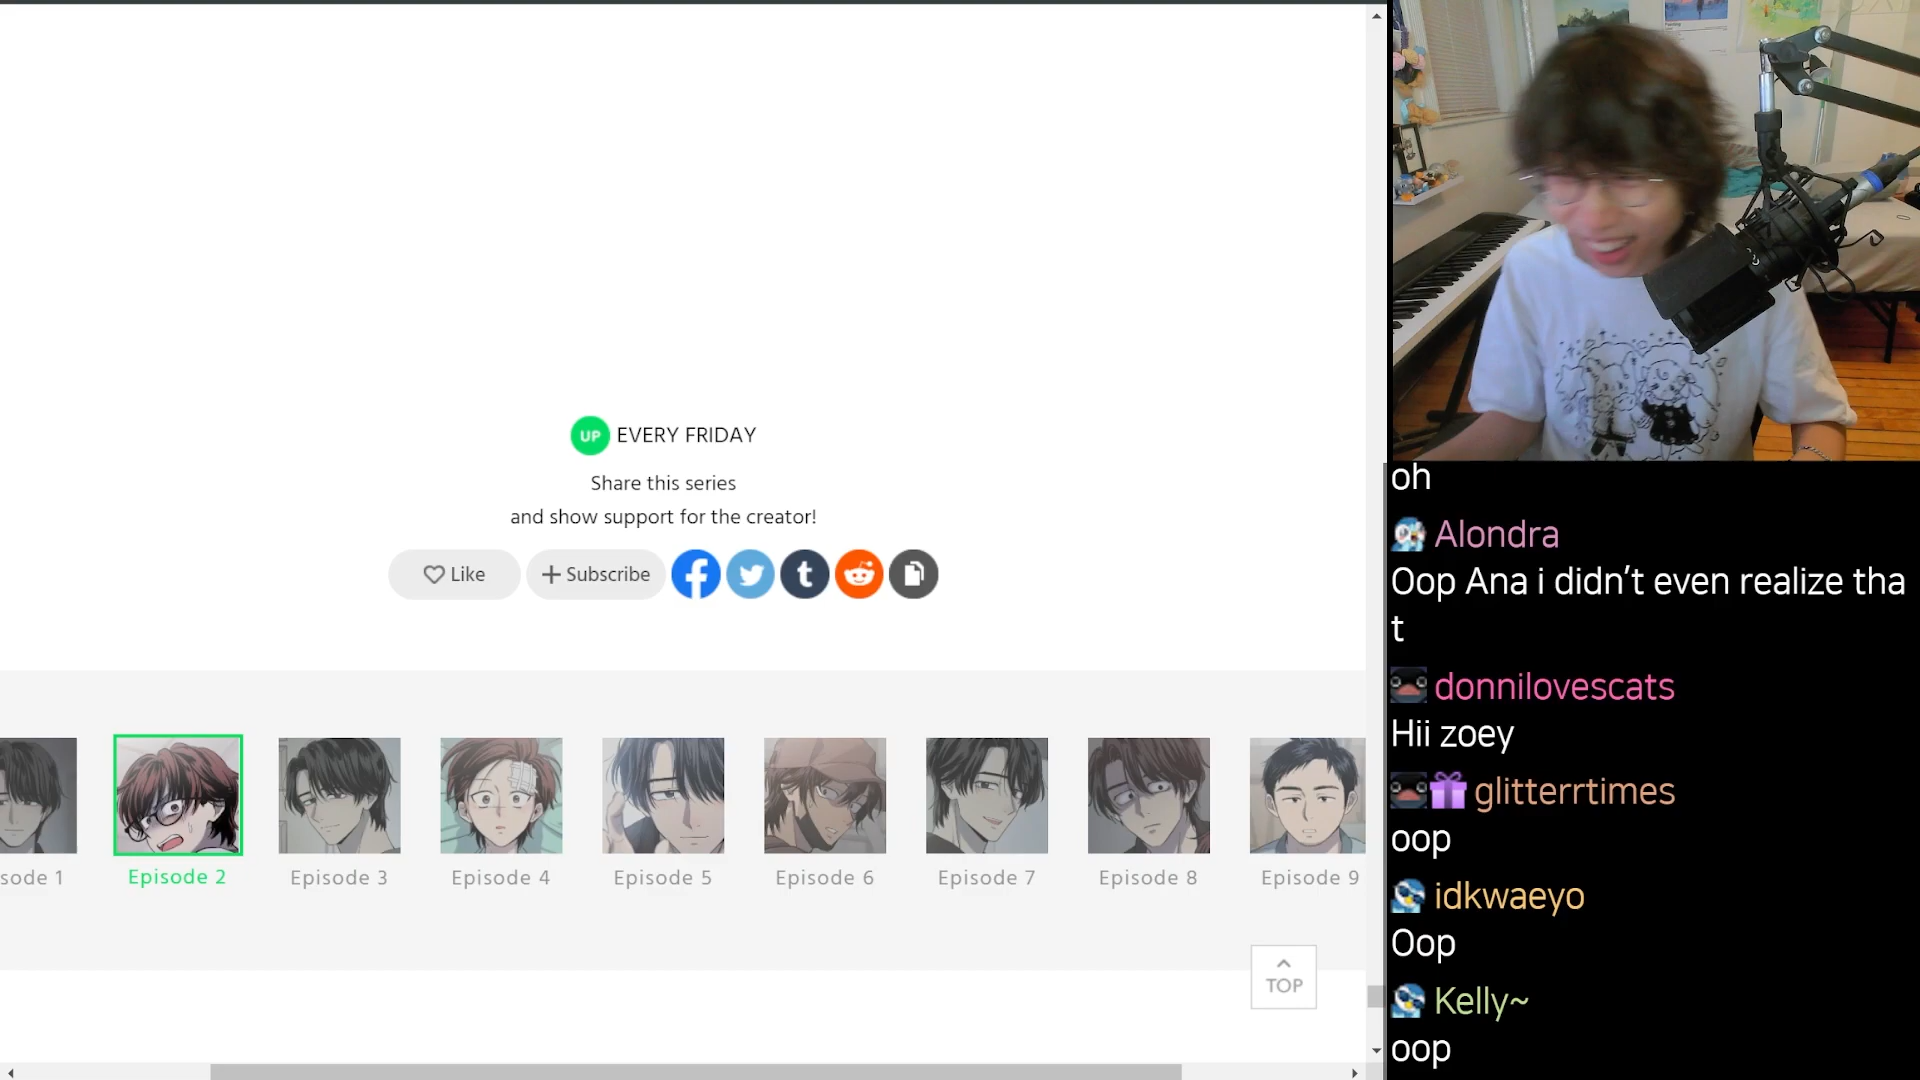 UP EVERY FRIDAY
Share this series
and show support for the creator!
Like
Subscribe
sode 1
Episode 2
Episode 3
Episode 4
Episode 5
Episode 6
Episode 7
Episode 8
Episode 9
TOP
oh
Alondra
Oop Ana i didn't even realize tha
t
donnilovescats
Hii zoey
glitterrtimes
oop
idkwaeyo
Oop
Kelly~
oop